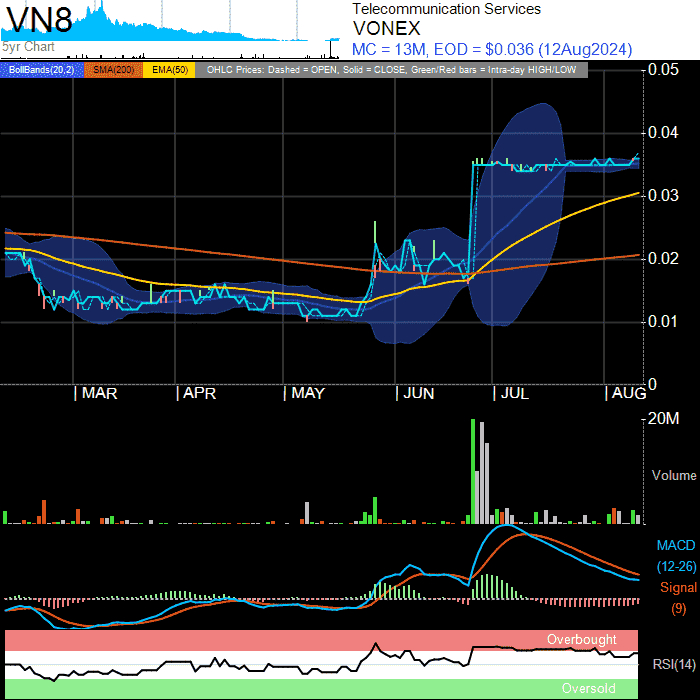 VN8
5yr Chart
Telecommunication Services
VONEX
MC = 13M, EOD = $0.036 (12Aug2024)
BollBands(20,2) SMA(200) EMA(50) OHLC Prices: Dashed = OPEN, Solid = CLOSE, Green/Red bars = Intra-day HIGH/LOW
0.05
0.04
0.03
0.02
0.01
0
| MAR | APR | MAY | JUN | JUL | AUG
20M
Volume
MACD
(12-26)
Signal
(9)
Overbought
RSI(14)
Oversold